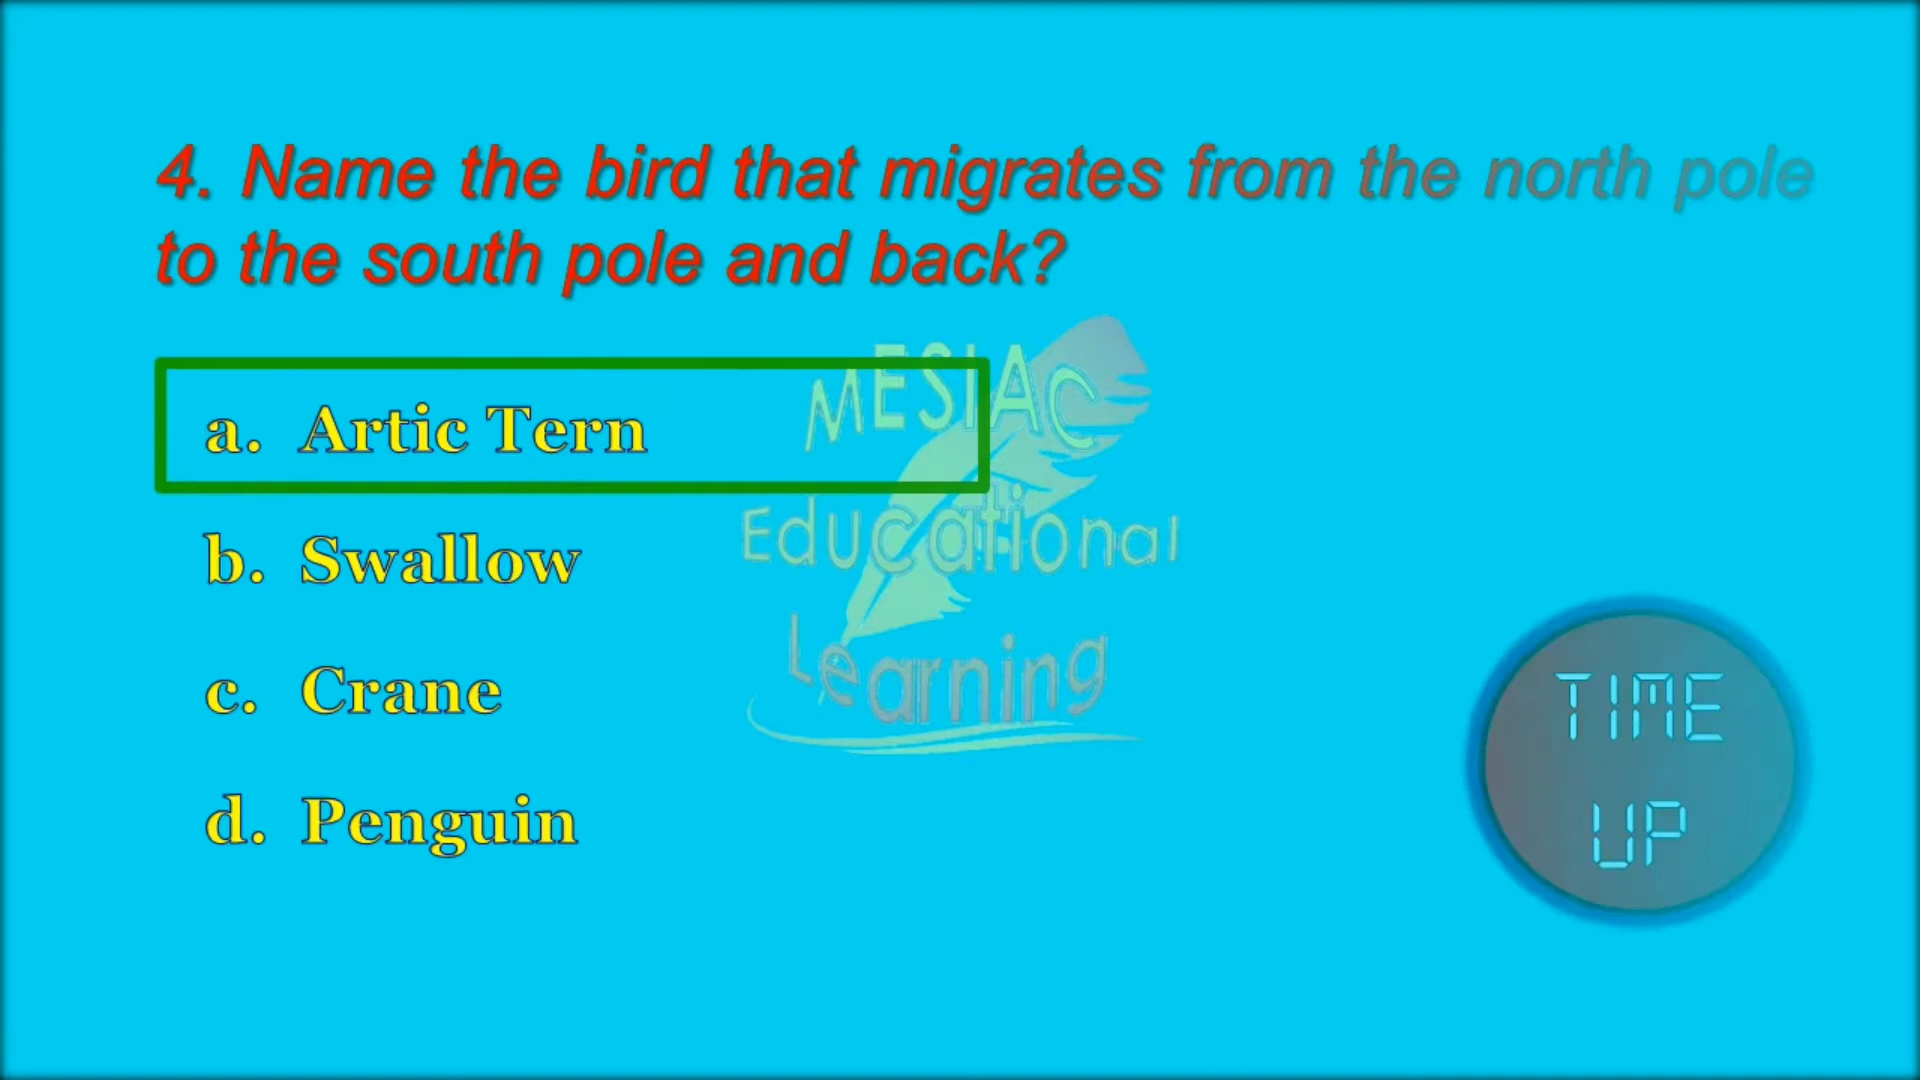 4. Name the bird that migrates from the north pole
to the south pole and back?
a. Artic Tern
b. Swallow
c. Crane
d. Penguin
MESIAC
Educational
Learning
TIME
UP